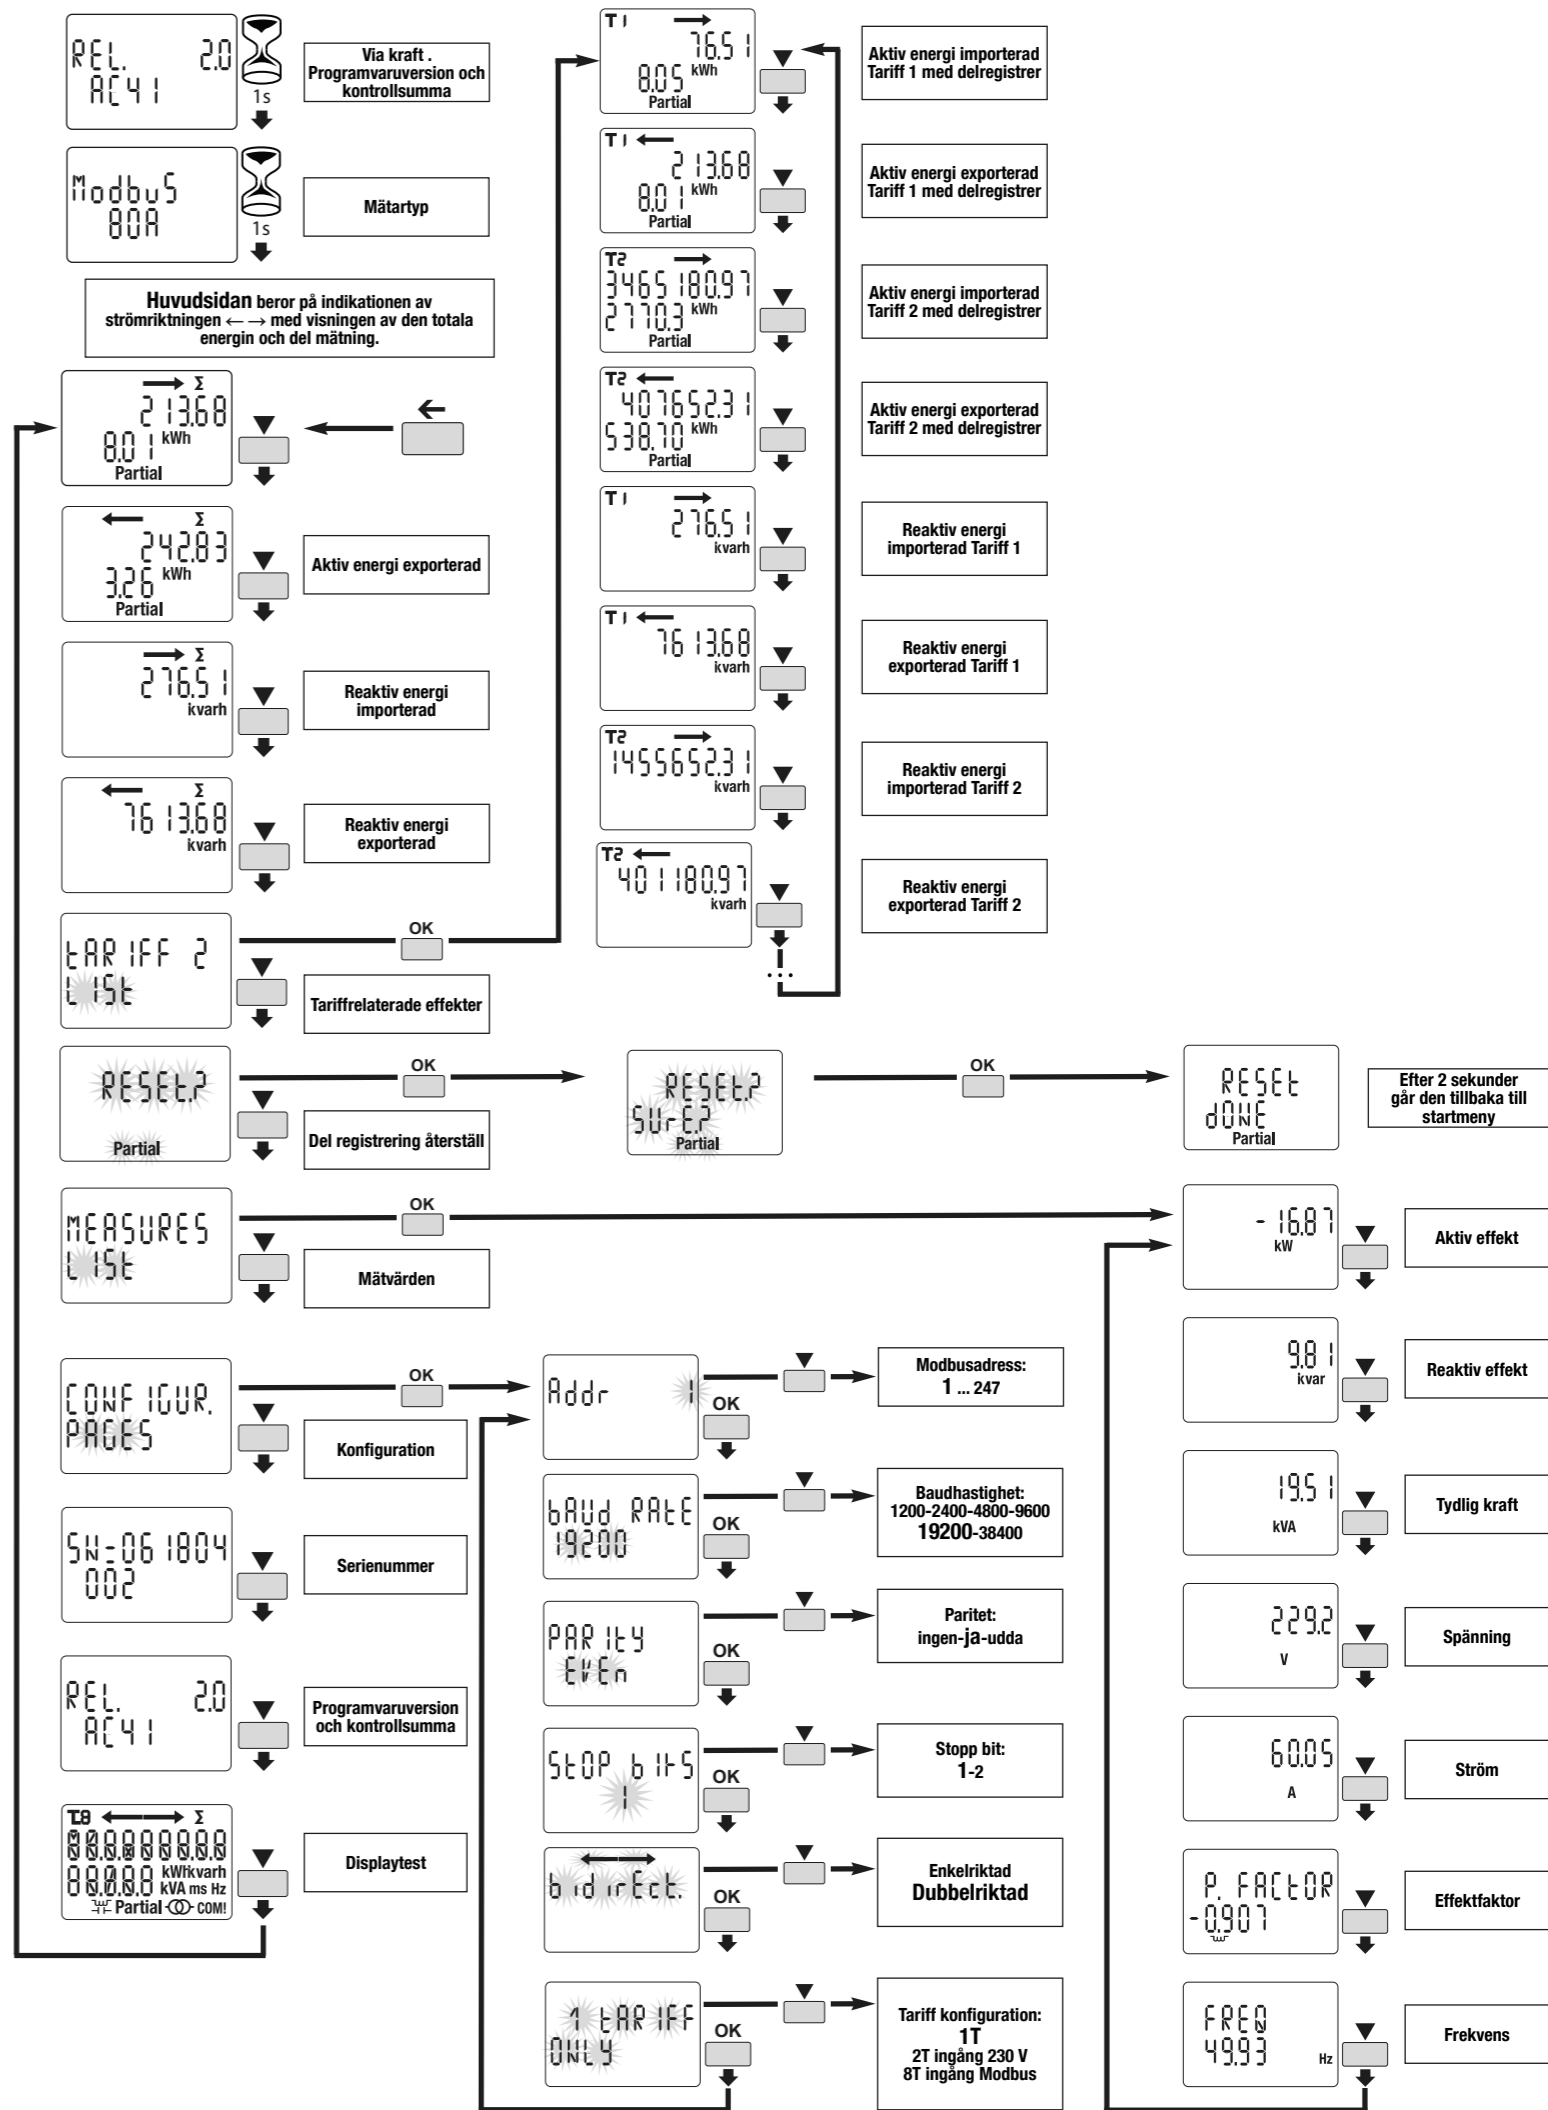 REL. 2.0
AC41
1s
Via kraft .
Programvaruversion och
kontrollsumma
ModbuS
80A
1s
Mätartyp
Huvudsidan beror på indikationen av
strömriktningen ← → med visningen av den totala
energin och del mätning.
→ Σ
213.68
8.01 kWh
Partial
←
← Σ
242.83
3.26 kWh
Partial
Aktiv energi exporterad
→ Σ
276.51
kvarh
Reaktiv energi
importerad
← Σ
7613.68
kvarh
Reaktiv energi
exporterad
tARIFF 2
LISt
OK
Tariffrelaterade effekter
T1 →
76.51
8.05 kWh
Partial
Aktiv energi importerad
Tariff 1 med delregistrer
T1 ←
213.68
8.01 kWh
Partial
Aktiv energi exporterad
Tariff 1 med delregistrer
T2 →
3465180.97
2770.3 kWh
Partial
Aktiv energi importerad
Tariff 2 med delregistrer
T2 ←
407652.31
538.70 kWh
Partial
Aktiv energi exporterad
Tariff 2 med delregistrer
T1 →
276.51
kvarh
Reaktiv energi
importerad Tariff 1
T1 ←
7613.68
kvarh
Reaktiv energi
exporterad Tariff 1
T2 →
1455652.31
kvarh
Reaktiv energi
importerad Tariff 2
T2 ←
401180.97
kvarh
...
Reaktiv energi
exporterad Tariff 2
RESEt.?
Partial
OK
Del registrering återställ
RESEt.?
SUrE.?
Partial
OK
RESEt
dONE
Partial
Efter 2 sekunder
går den tillbaka till
startmeny
MEASURES
LISt
OK
Mätvärden
-16.87
kW
Aktiv effekt
9.81
kvar
Reaktiv effekt
19.51
kVA
Tydlig kraft
229.2
V
Spänning
60.05
A
Ström
P. FACtOR
-0.907
Effektfaktor
FREQ
49.93 Hz
Frekvens
CONFIGUR.
PAGES
OK
Konfiguration
Addr 1
OK
Modbusadress:
1 ... 247
bAUd RAtE
19200
OK
Baudhastighet:
1200-2400-4800-9600
19200-38400
PARItY
EVEn
OK
Paritet:
ingen-ja-udda
StOP bItS
1
OK
Stopp bit:
1-2
← →
bidirEct.
OK
Enkelriktad
Dubbelriktad
1 tARIFF
ONLY
OK
Tariff konfiguration:
1T
2T ingång 230 V
8T ingång Modbus
SN-061804
002
Serienummer
REL. 2.0
AC41
Programvaruversion
och kontrollsumma
T.8 ← → Σ
88.8.8.8.8.8.8
88.8.8.8 kWhkvarh
kVA ms Hz
Partial COM!
Displaytest